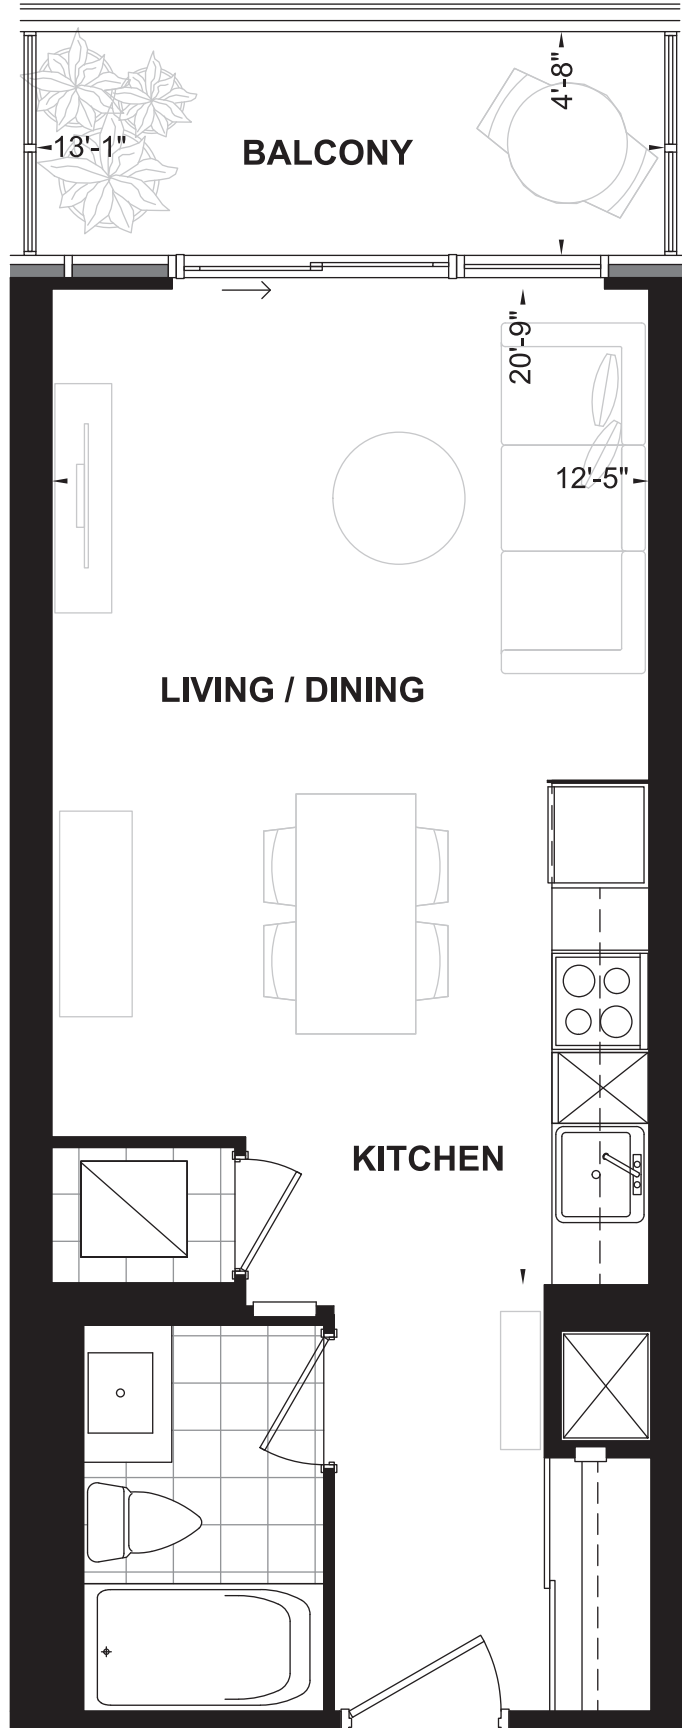 4'-8"
13'-1"
BALCONY
20'-9"
12'-5"
LIVING / DINING
KITCHEN